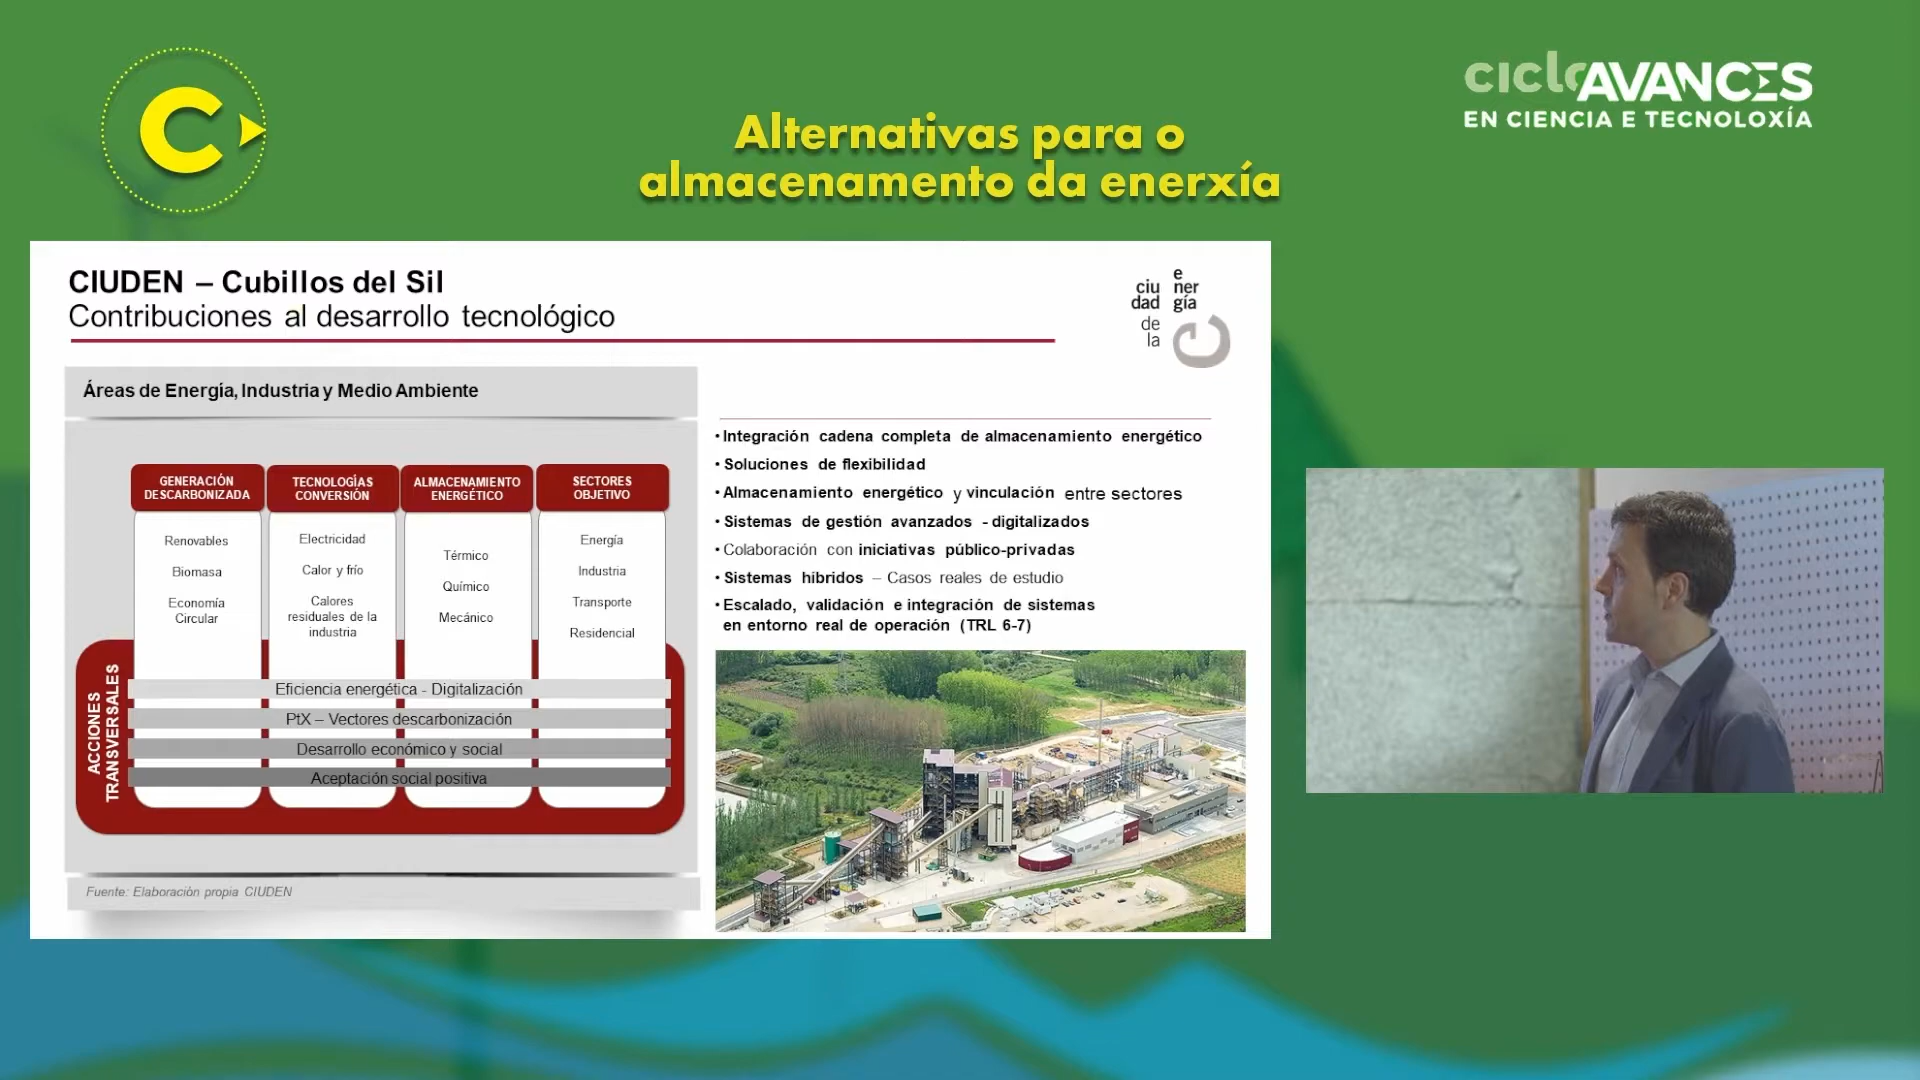 C
cicloAVANCES
EN CIENCIA E TECNOLOXÍA
Alternativas para o
almacenamento da enerxía
CIUDEN – Cubillos del Sil
Contribuciones al desarrollo tecnológico
e
ciu ner
dad gía
de
la
C
Áreas de Energía, Industria y Medio Ambiente
GENERACIÓN
DESCARBONIZADA
Renovables
Biomasa
Economía
Circular
TECNOLOGÍAS
CONVERSIÓN
Electricidad
Calor y frío
Calores
residuales de la
industria
ALMACENAMIENTO
ENERGÉTICO
Térmico
Químico
Mecánico
SECTORES
OBJETIVO
Energía
Industria
Transporte
Residencial
ACCIONES
TRANSVERSALES
Eficiencia energética - Digitalización
PtX – Vectores descarbonización
Desarrollo económico y social
Aceptación social positiva
Fuente: Elaboración propia CIUDEN
• Integración cadena completa de almacenamiento energético
• Soluciones de flexibilidad
• Almacenamiento energético y vinculación entre sectores
• Sistemas de gestión avanzados - digitalizados
• Colaboración con iniciativas público-privadas
• Sistemas híbridos – Casos reales de estudio
• Escalado, validación e integración de sistemas
en entorno real de operación (TRL 6-7)